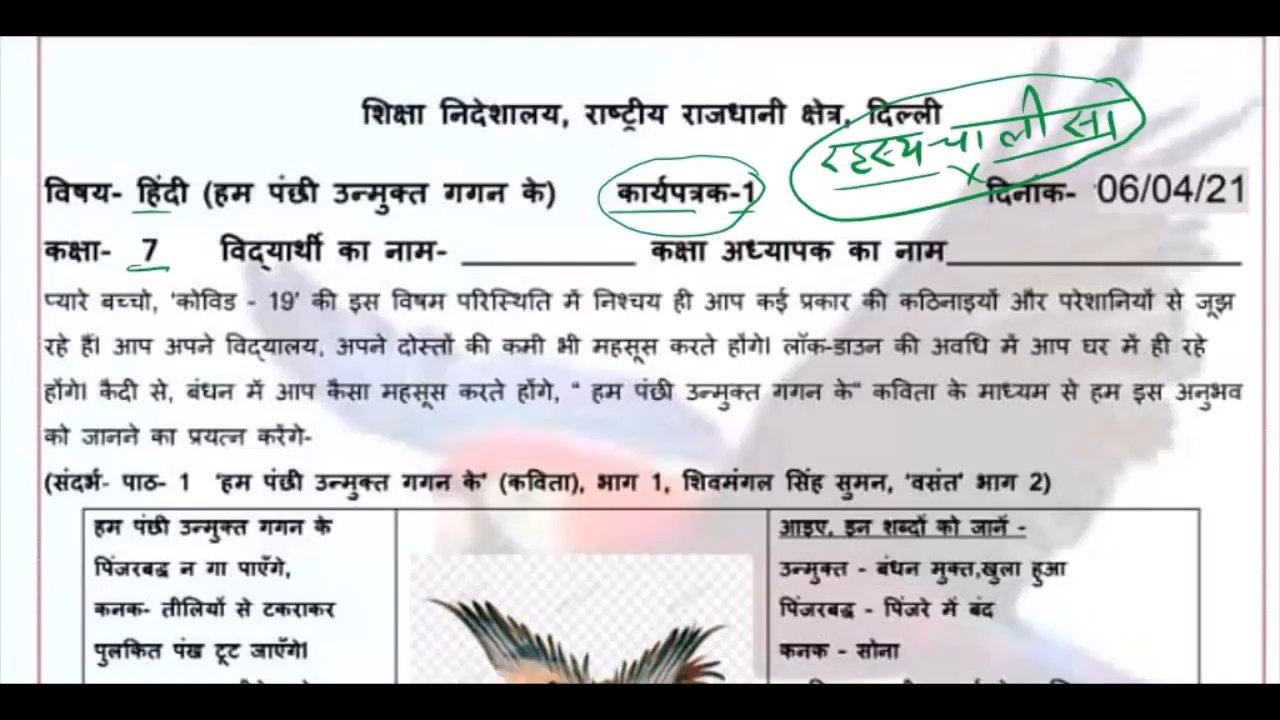 शिक्षा निदेशालय, राष्ट्रीय राजधानी क्षेत्र, दिल्ली
रहस्य चालीसा
विषय- हिंदी (हम पंछी उन्मुक्त गगन के) कार्यपत्रक-1 दिनांक- 06/04/21
कक्षा- 7 विद्यार्थी का नाम- __________ कक्षा अध्यापक का नाम__________
प्यारे बच्चो, 'कोविड - 19' की इस विषम परिस्थिति में निश्चय ही आप कई प्रकार की कठिनाइयों और परेशानियों से जूझ
रहे हैं। आप अपने विद्यालय, अपने दोस्तों की कमी भी महसूस करते होंगे। लॉक-डाउन की अवधि में आप घर में ही रहे
होंगे। कैदी से, बंधन में आप कैसा महसूस करते होंगे, " हम पंछी उन्मुक्त गगन के" कविता के माध्यम से हम इस अनुभव
को जानने का प्रयत्न करेंगे-
(संदर्भ- पाठ- 1 'हम पंछी उन्मुक्त गगन के' (कविता), भाग 1, शिवमंगल सिंह सुमन, 'वसंत' भाग 2)
हम पंछी उन्मुक्त गगन के
पिंजरबद्ध न गा पाएँगे,
कनक- तीलियों से टकराकर
पुलकित पंख टूट जाएँगे।
आइए, इन शब्दों को जानें -
उन्मुक्त - बंधन मुक्त,खुला हुआ
पिंजरबद्ध - पिंजरे में बंद
कनक - सोना